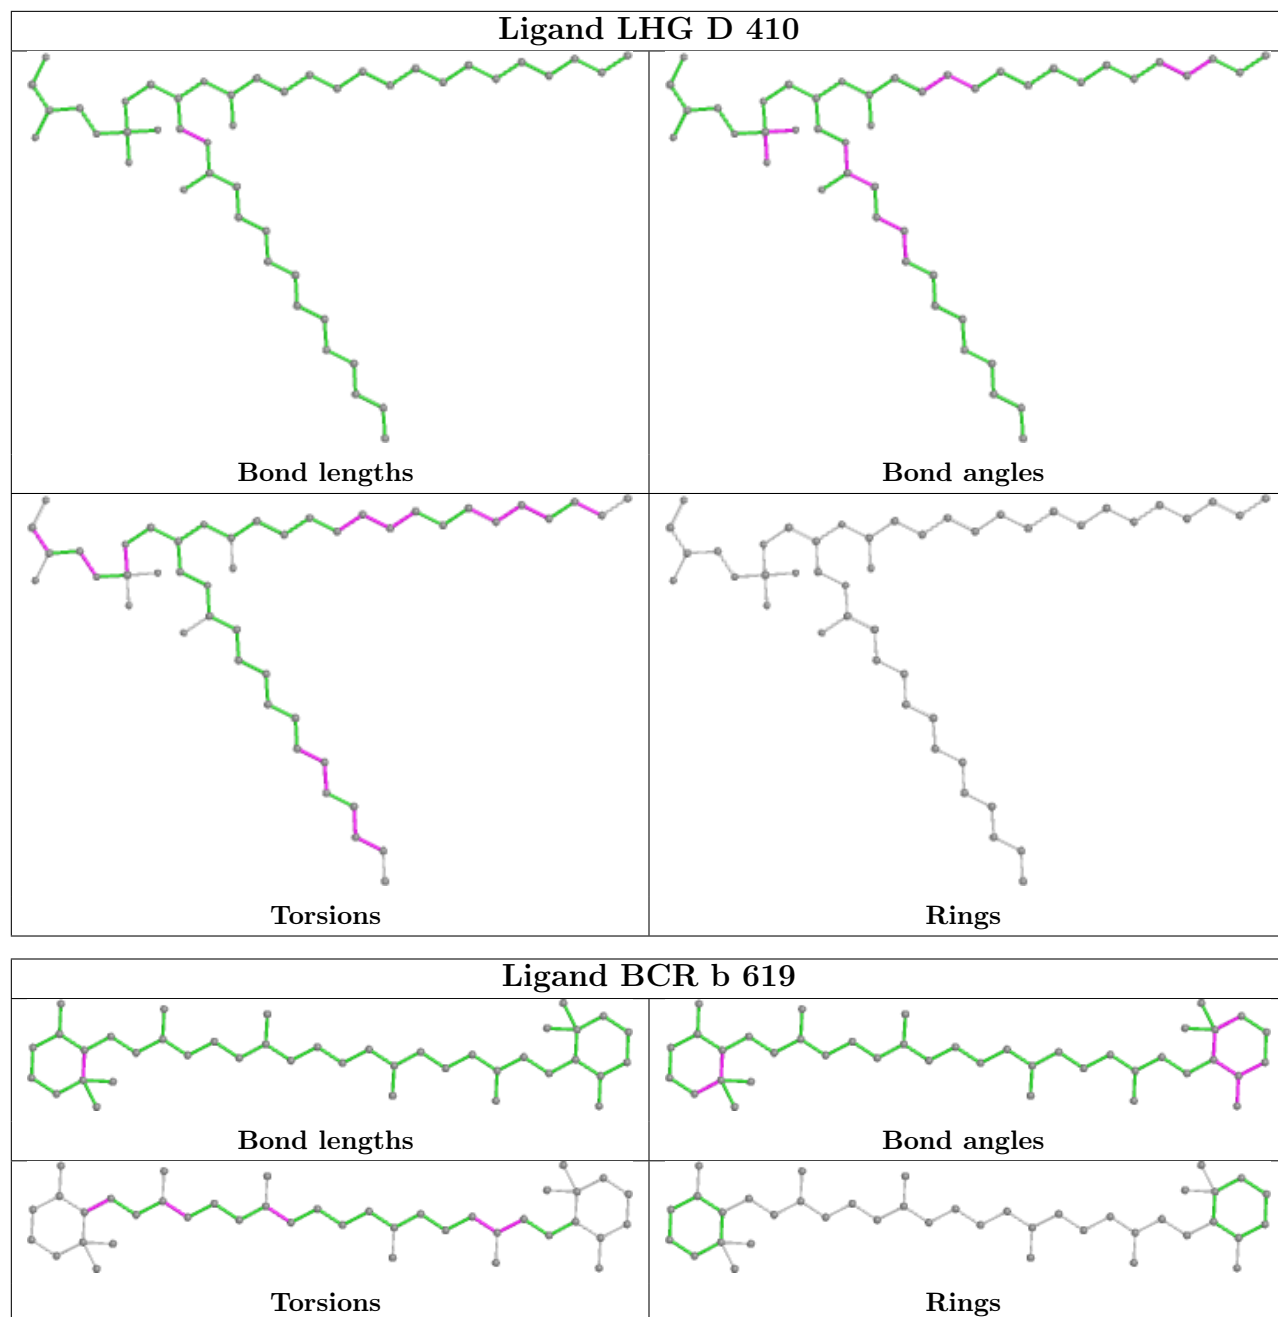 Ligand LHG D 410
Bond lengths
Bond angles
Torsions
Rings
Ligand BCR b 619
Bond lengths
Bond angles
Torsions
Rings